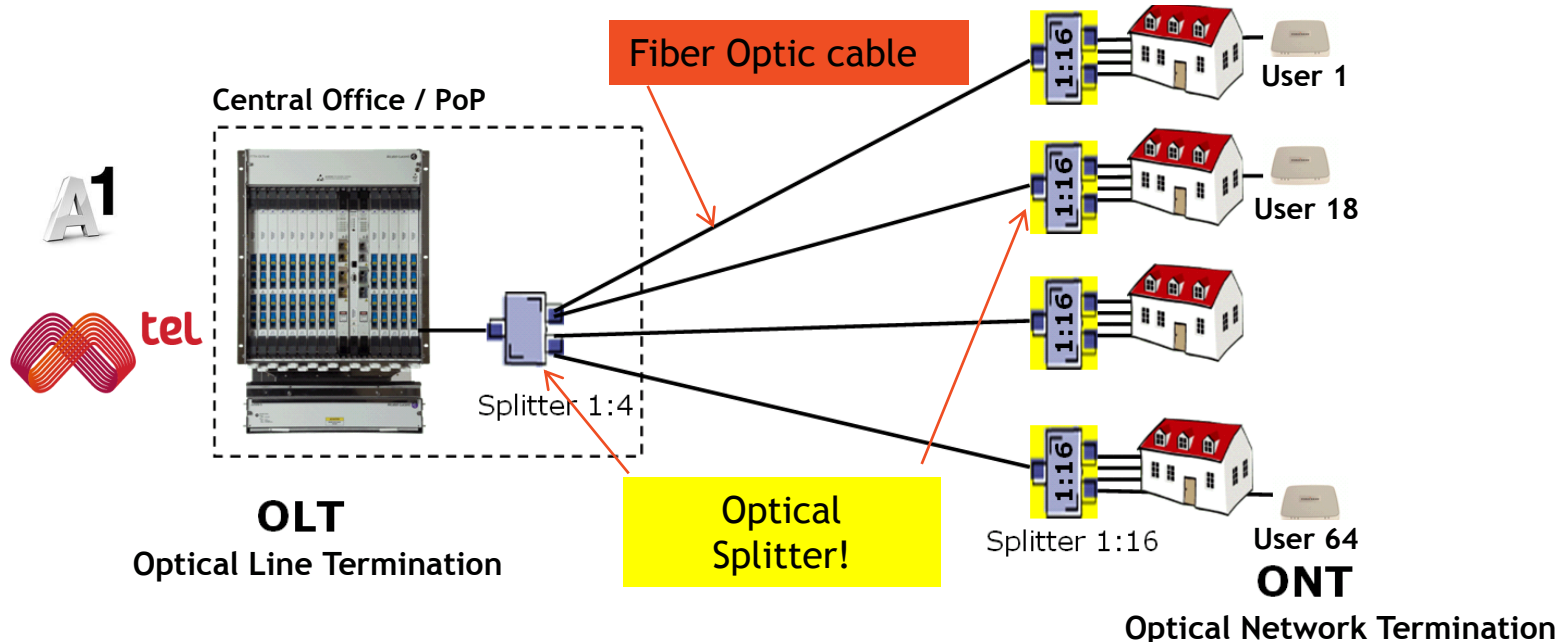 Fiber Optic cable
Central Office / PoP
A1
tel
1:16
User 1
1:16
User 18
1:16
Splitter 1:4
1:16
Splitter 1:16
User 64
Optical
Splitter!
OLT
Optical Line Termination
ONT
Optical Network Termination